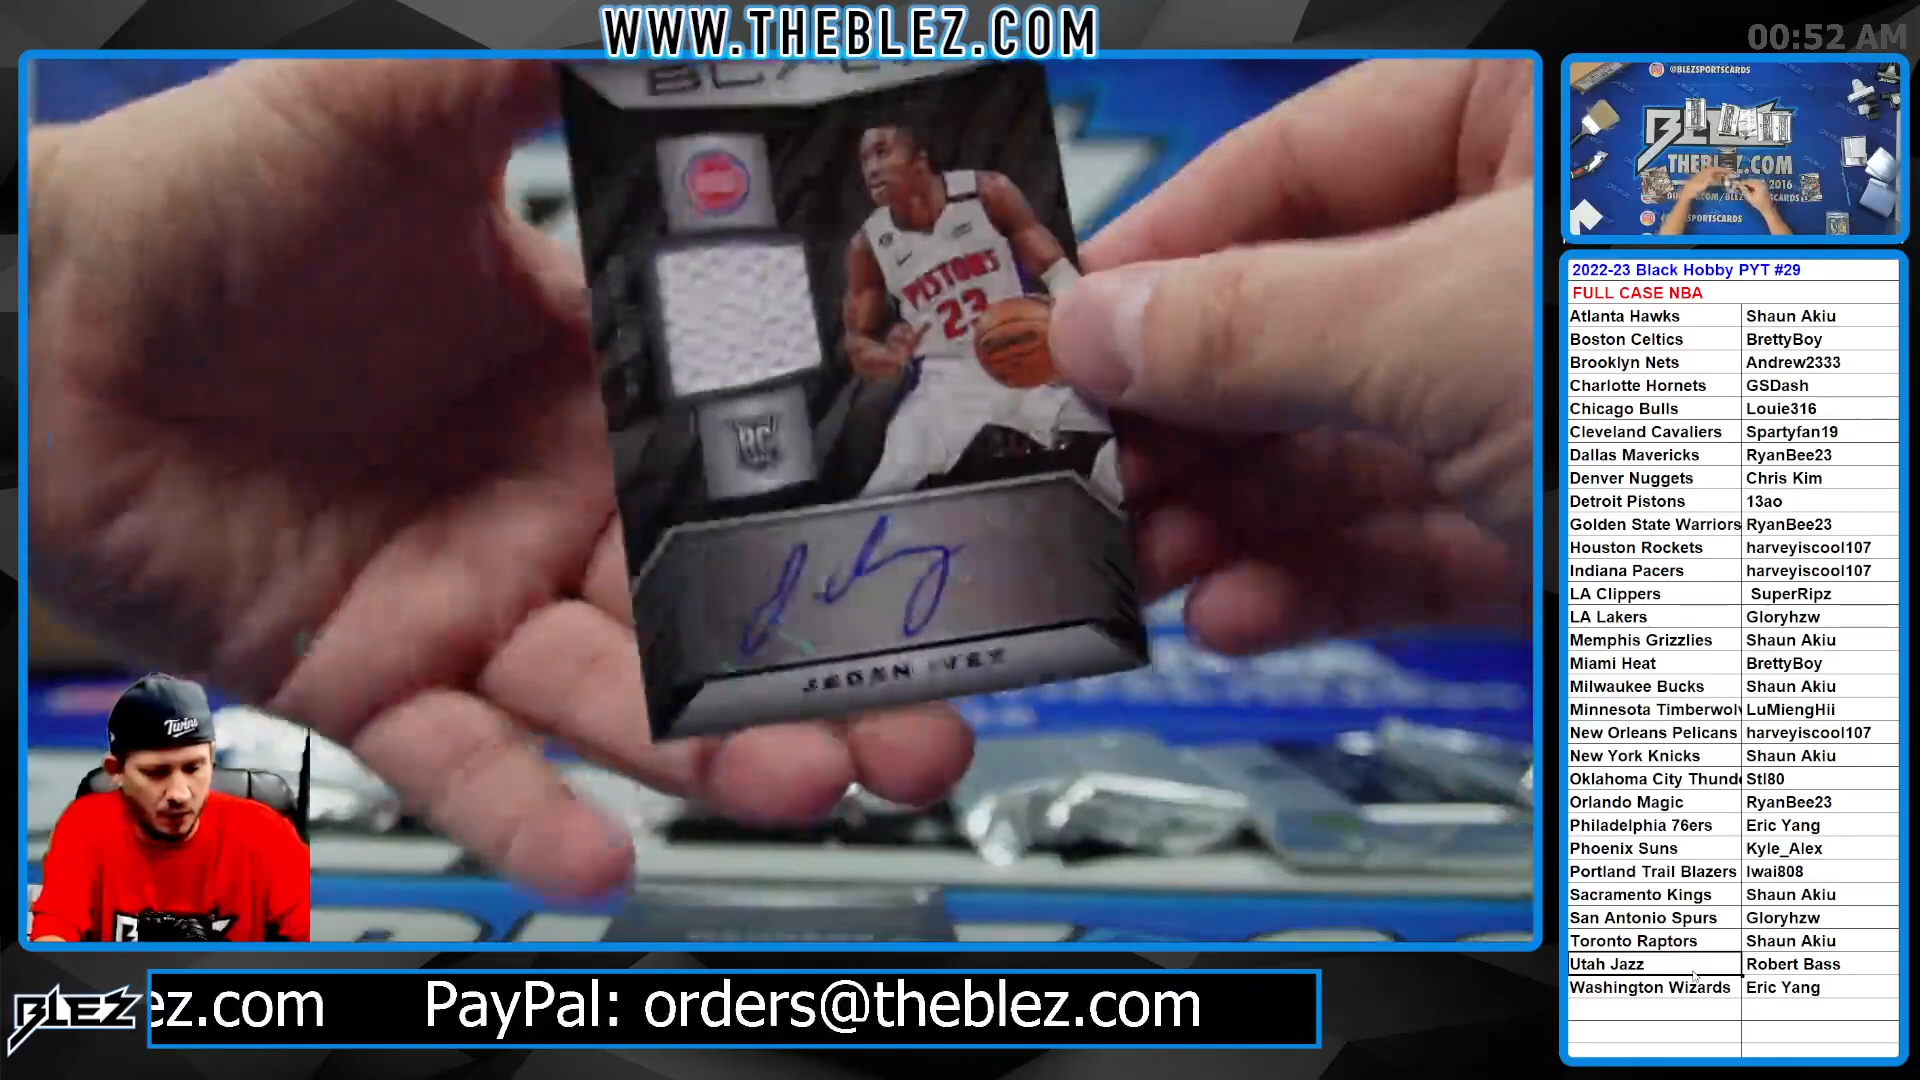 WWW.THEBLEZ.COM
00:52 AM
@BLEZSPORTSCARDS
THEBLEZ.COM
2016
PISTONS
23
RC
JADEN IVEY
Twins
2022-23 Black Hobby PYT #29
FULL CASE NBA
Atlanta Hawks Shaun Akiu
Boston Celtics BrettyBoy
Brooklyn Nets Andrew2333
Charlotte Hornets GSDash
Chicago Bulls Louie316
Cleveland Cavaliers Spartyfan19
Dallas Mavericks RyanBee23
Denver Nuggets Chris Kim
Detroit Pistons 13ao
Golden State Warriors RyanBee23
Houston Rockets harveyiscool107
Indiana Pacers harveyiscool107
LA Clippers SuperRipz
LA Lakers Gloryhzw
Memphis Grizzlies Shaun Akiu
Miami Heat BrettyBoy
Milwaukee Bucks Shaun Akiu
Minnesota Timberwolv LuMiengHii
New Orleans Pelicans harveyiscool107
New York Knicks Shaun Akiu
Oklahoma City Thunde Stl80
Orlando Magic RyanBee23
Philadelphia 76ers Eric Yang
Phoenix Suns Kyle_Alex
Portland Trail Blazers Iwai808
Sacramento Kings Shaun Akiu
San Antonio Spurs Gloryhzw
Toronto Raptors Shaun Akiu
Utah Jazz Robert Bass
Washington Wizards Eric Yang
BLEZ
ez.com PayPal: orders@theblez.com